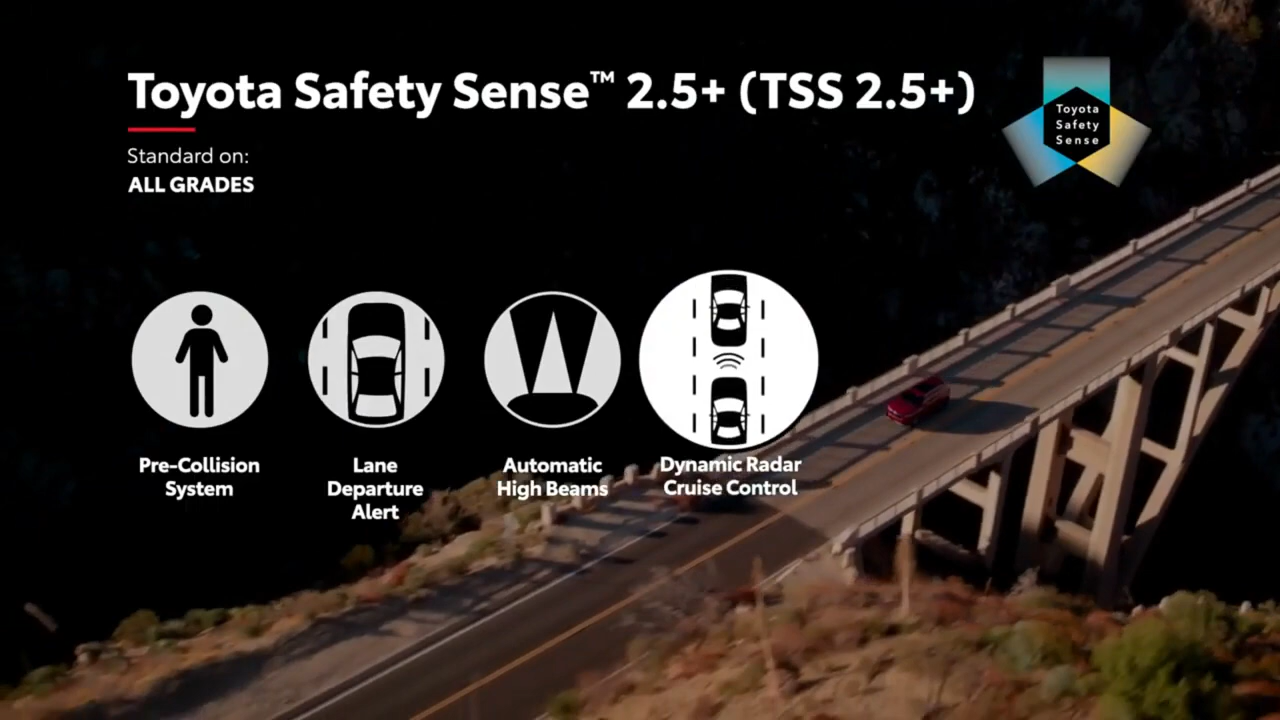 Toyota Safety Sense™ 2.5+ (TSS 2.5+)
Toyota
Safety
Sense
Standard on:
ALL GRADES
Pre-Collision
System
Lane
Departure
Alert
Automatic
High Beams
Dynamic Radar
Cruise Control